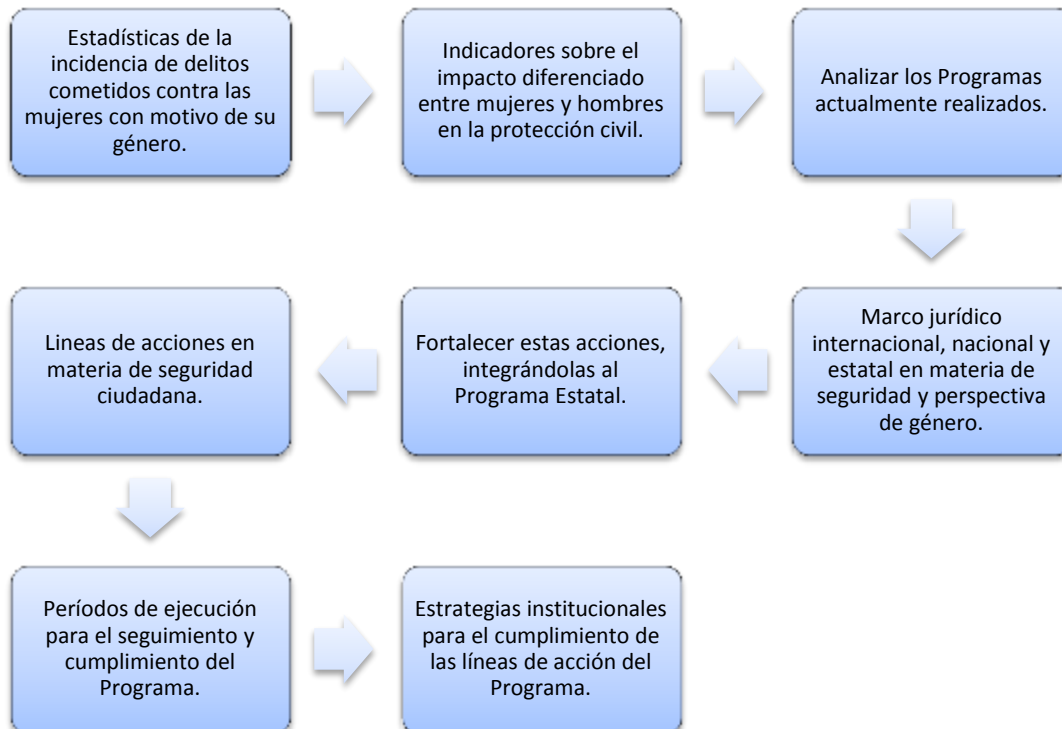 Estadísticas de la
incidencia de delitos
cometidos contra las
mujeres con motivo de su
género.
Indicadores sobre el
impacto diferenciado
entre mujeres y hombres
en la protección civil.
Analizar los Programas
actualmente realizados.
Marco jurídico
internacional, nacional y
estatal en materia de
seguridad y perspectiva
de género.
Fortalecer estas acciones,
integrándolas al
Programa Estatal.
Lineas de acciones en
materia de seguridad
ciudadana.
Períodos de ejecución
para el seguimiento y
cumplimiento del
Programa.
Estrategias institucionales
para el cumplimiento de
las líneas de acción del
Programa.